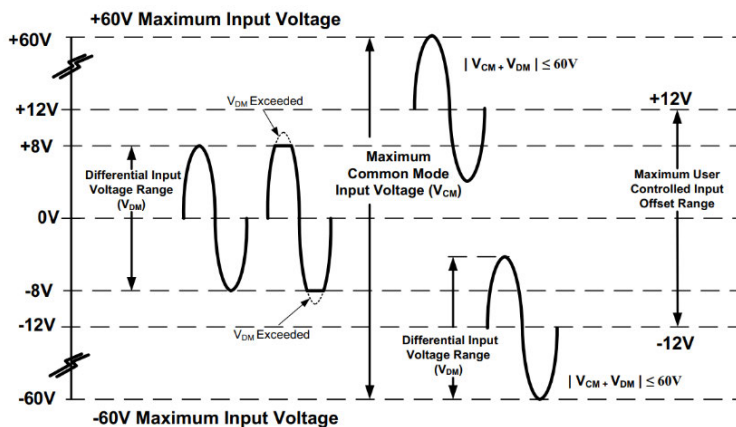 +60V Maximum Input Voltage
+60V
| VCM + VDM | ≤ 60V
VDM Exceeded
+12V
+12V
+8V
Differential Input
Voltage Range
(VDM)
Maximum
Common Mode
Input Voltage (VCM)
Maximum User
Controlled Input
Offset Range
0V
-8V
-12V
VDM Exceeded
Differential Input
Voltage Range
(VDM)
-12V
| VCM + VDM | ≤ 60V
-60V
-60V Maximum Input Voltage